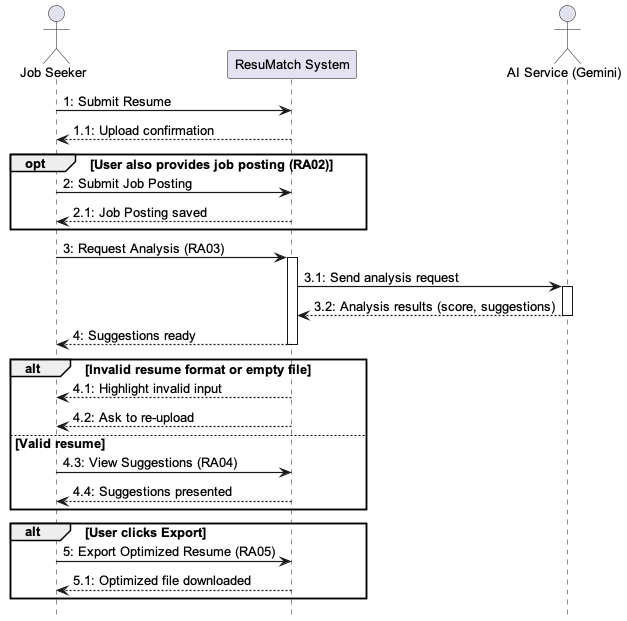 Job Seeker
ResuMatch System
AI Service (Gemini)
1: Submit Resume
1.1: Upload confirmation
opt [User also provides job posting (RA02)]
2: Submit Job Posting
2.1: Job Posting saved
3: Request Analysis (RA03)
3.1: Send analysis request
3.2: Analysis results (score, suggestions)
4: Suggestions ready
alt [Invalid resume format or empty file]
4.1: Highlight invalid input
4.2: Ask to re-upload
[Valid resume]
4.3: View Suggestions (RA04)
4.4: Suggestions presented
alt [User clicks Export]
5: Export Optimized Resume (RA05)
5.1: Optimized file downloaded